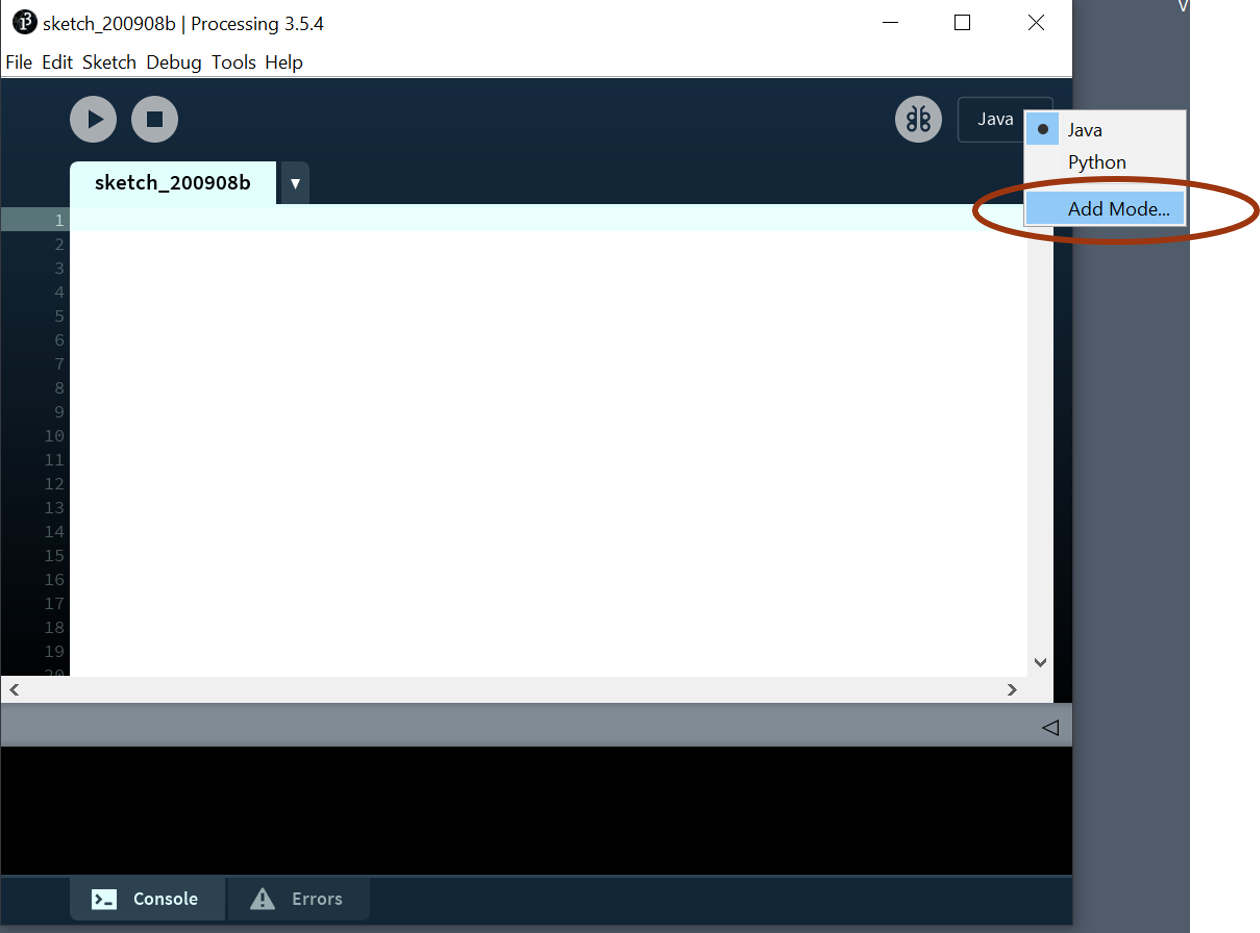 sketch_200908b | Processing 3.5.4
V
File Edit Sketch Debug Tools Help
Java
Java
Python
Add Mode...
sketch_200908b
1
2
3
4
5
6
7
8
9
10
11
12
13
14
15
16
17
18
19
20
Console
Errors